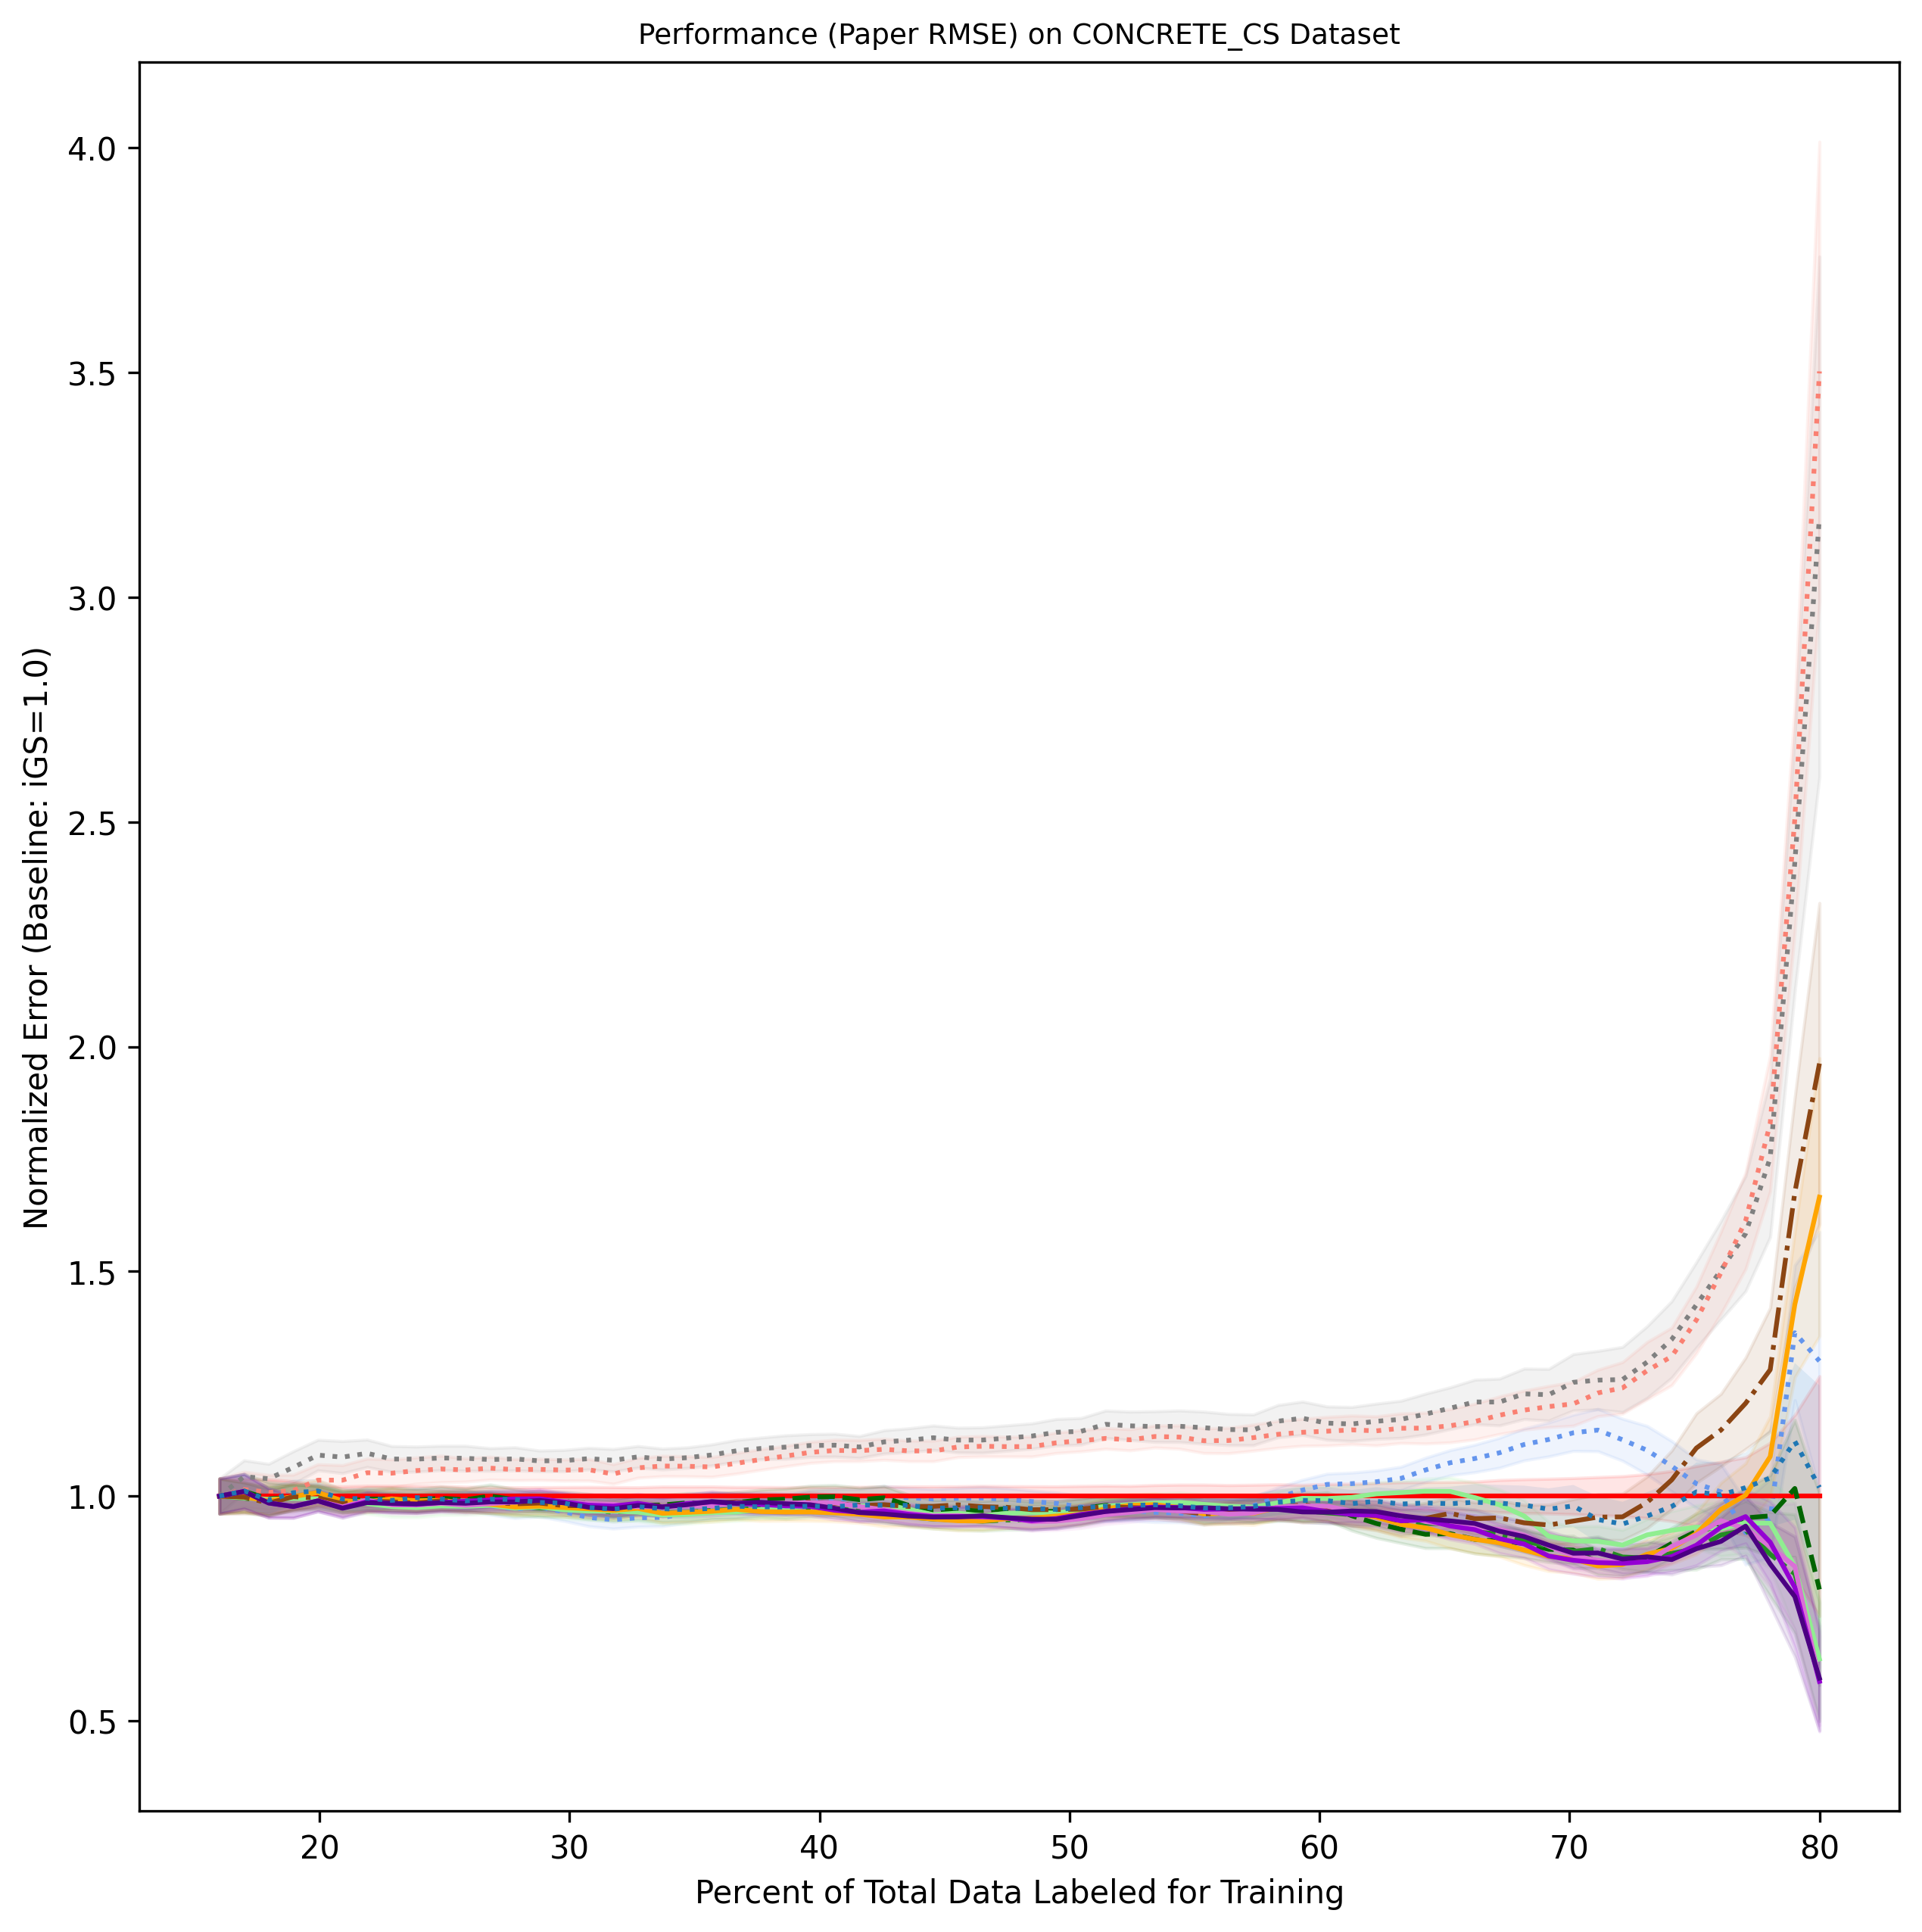 Performance (Paper RMSE) on CONCRETE_CS Dataset
Normalized Error (Baseline: iGS=1.0)
4.0
3.5
3.0
2.5
2.0
1.5
1.0
0.5
20 30 40 50 60 70 80
Percent of Total Data Labeled for Training